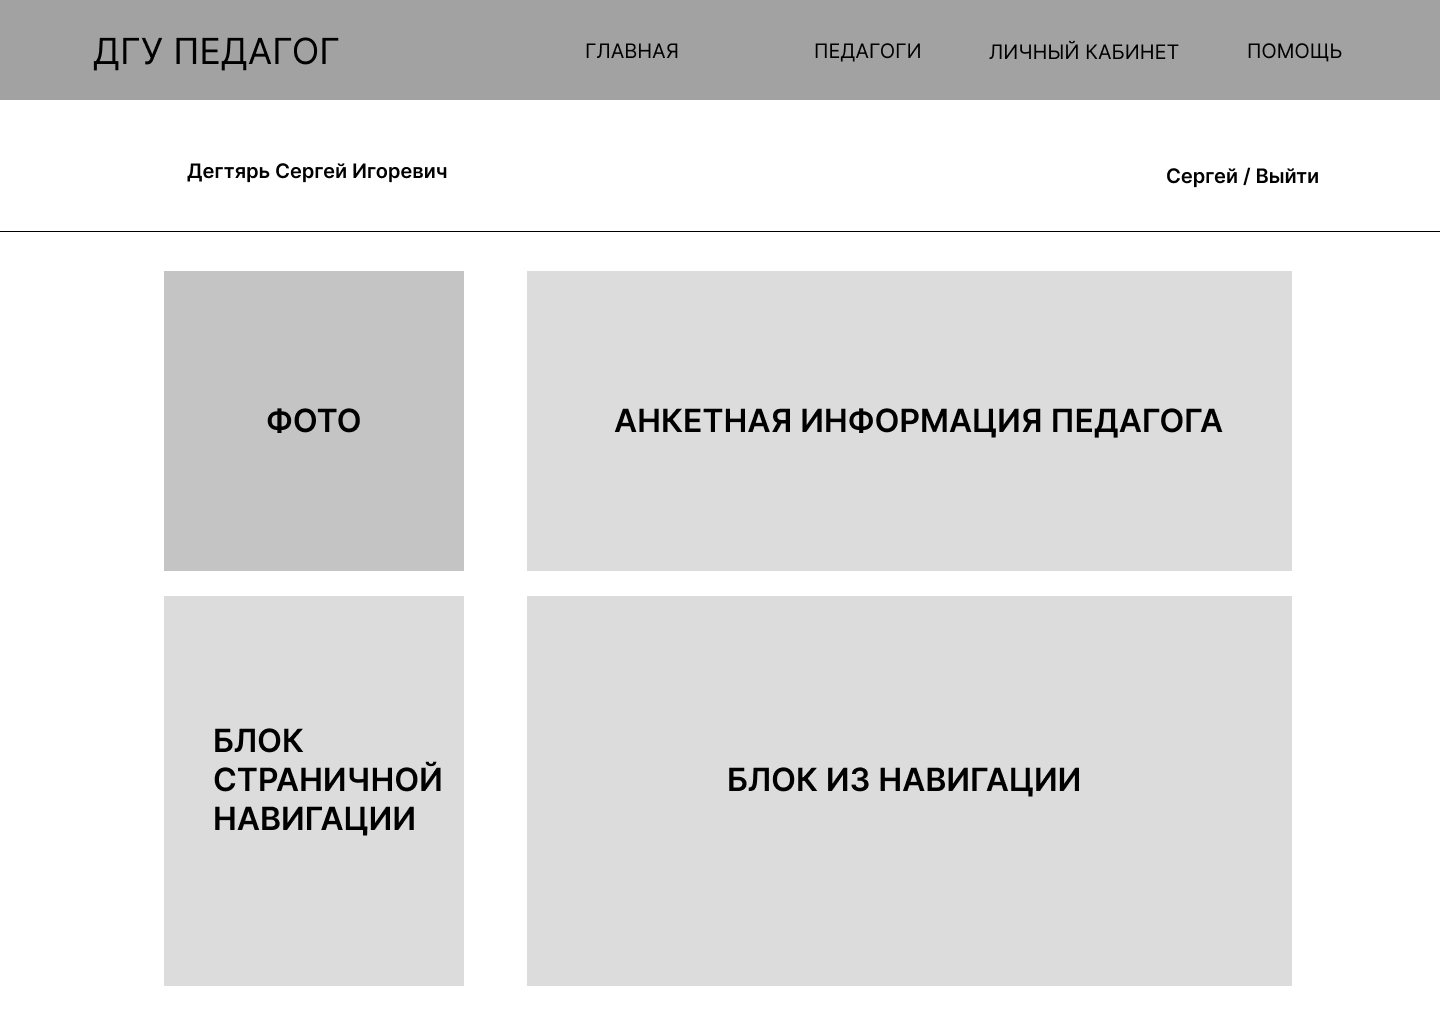 ДГУ ПЕДАГОГ
ГЛАВНАЯ
ПЕДАГОГИ
ЛИЧНЫЙ КАБИНЕТ
ПОМОЩЬ
Дегтярь Сергей Игоревич
Сергей / Выйти
ФОТО
АНКЕТНАЯ ИНФОРМАЦИЯ ПЕДАГОГА
БЛОК
СТРАНИЧНОЙ
НАВИГАЦИИ
БЛОК ИЗ НАВИГАЦИИ